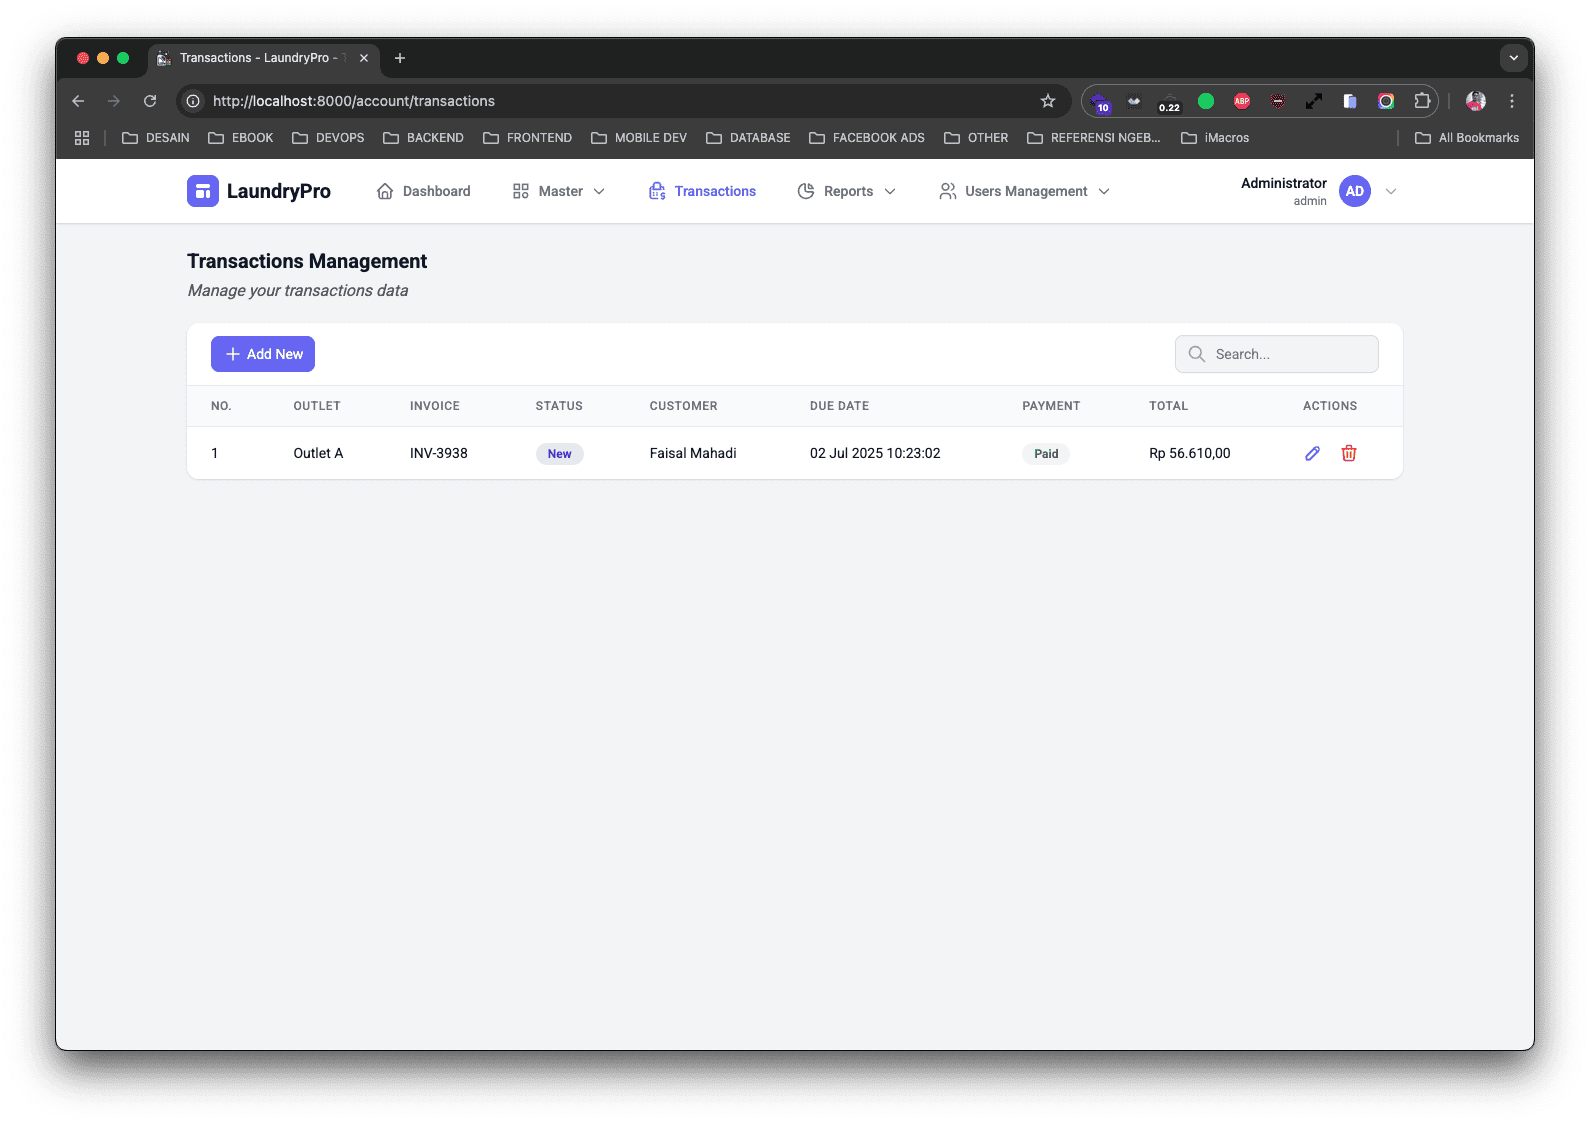 Transactions - LaundryPro -
http://localhost:8000/account/transactions
10
0.22
ABP
DESAIN
EBOOK
DEVOPS
BACKEND
FRONTEND
MOBILE DEV
DATABASE
FACEBOOK ADS
OTHER
REFERENSI NGEB...
iMacros
All Bookmarks
LaundryPro
Dashboard
Master
Transactions
Reports
Users Management
Administrator
admin
AD
Transactions Management
Manage your transactions data
Add New
Search...
NO. OUTLET INVOICE STATUS CUSTOMER DUE DATE PAYMENT TOTAL ACTIONS
1 Outlet A INV-3938 New Faisal Mahadi 02 Jul 2025 10:23:02 Paid Rp 56.610,00